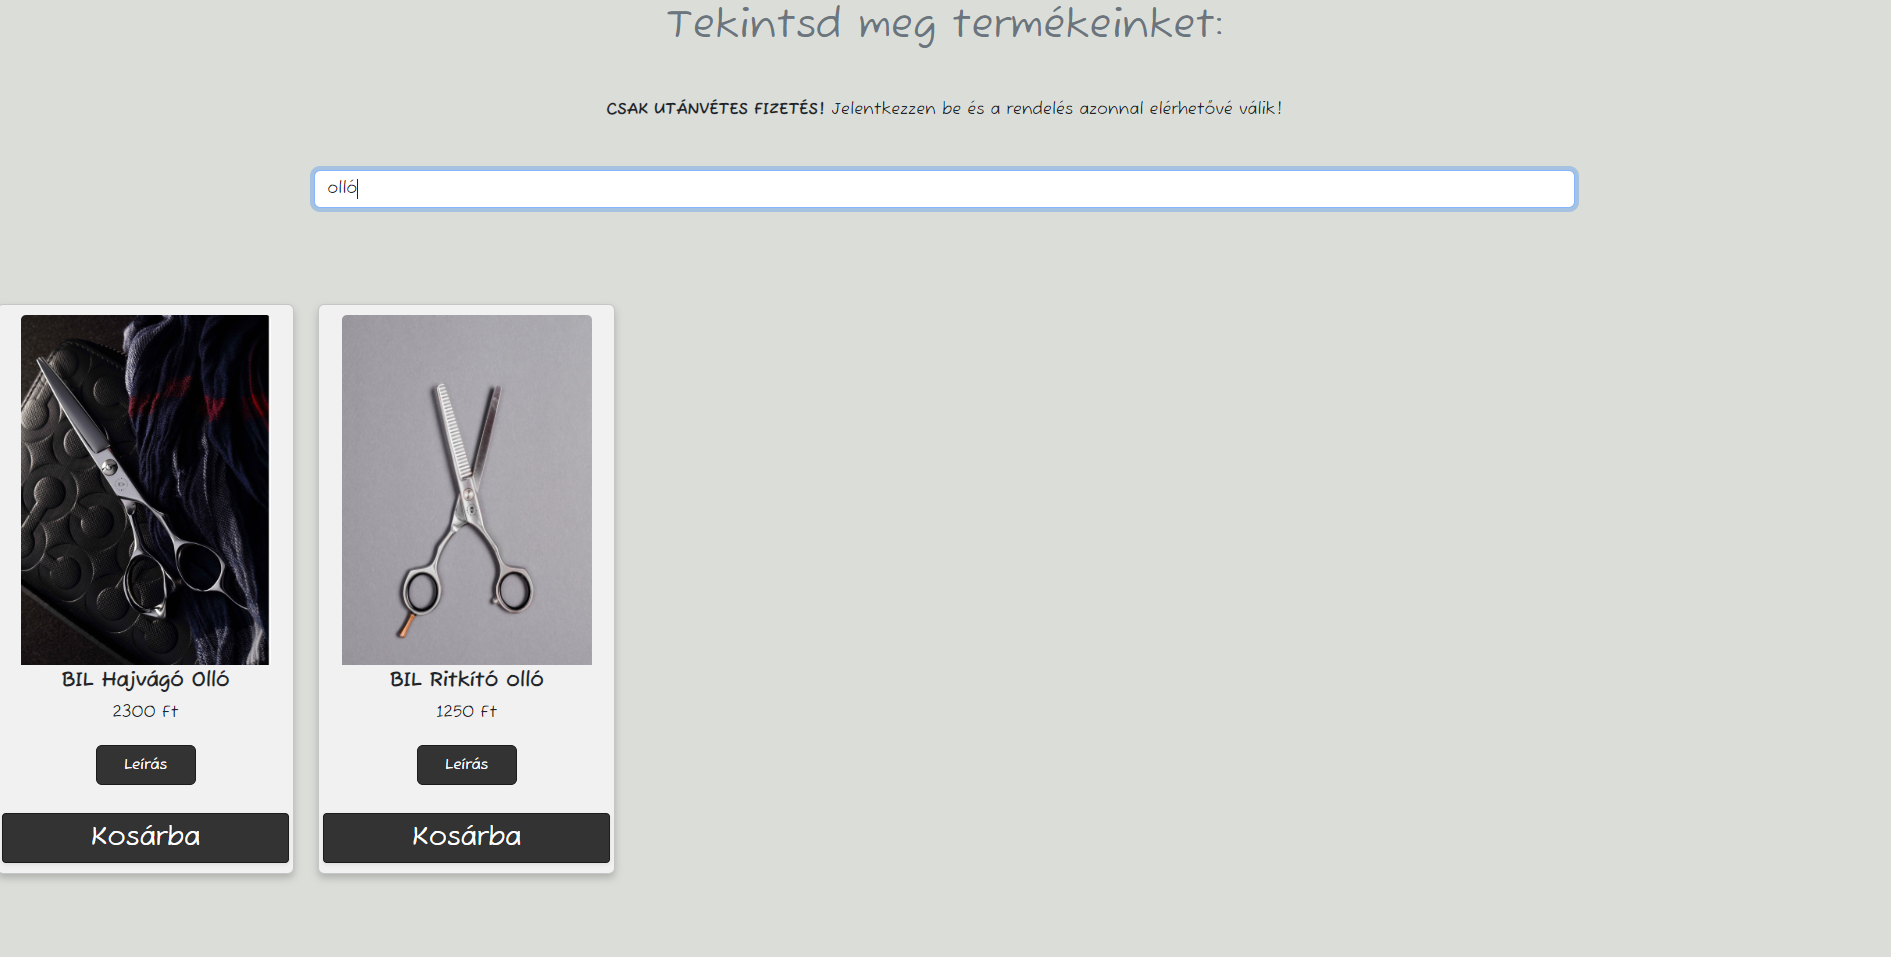 Tekintsd meg termékeinket:
CSAK UTÁNVÉTES FIZETÉS! Jelentkezzen be és a rendelés azonnal elérhetővé válik!
olló
BIL Hajvágó Olló
2300 Ft
Leírás
Kosárba
BIL Ritkító olló
1250 Ft
Leírás
Kosárba